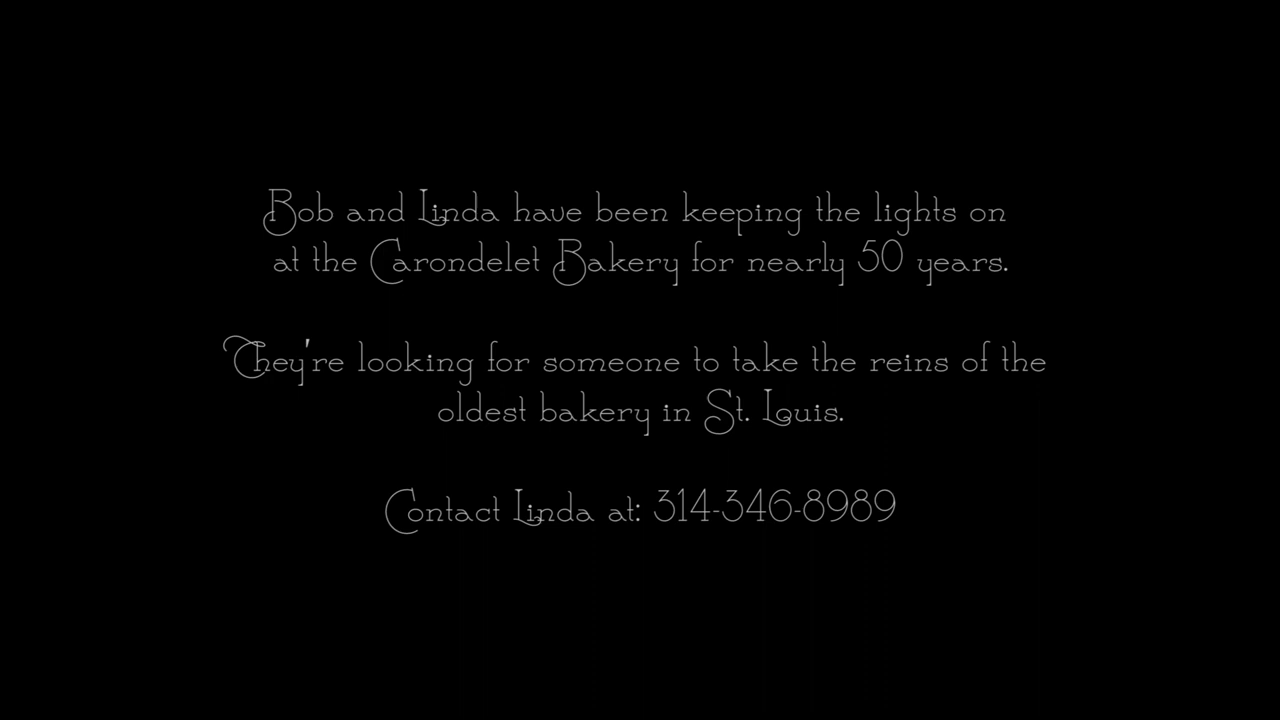 Bob and Linda have been keeping the lights on
at the Carondelet Bakery for nearly 50 years.
They're looking for someone to take the reins of the
oldest bakery in St. Louis.
Contact Linda at: 314-346-8989